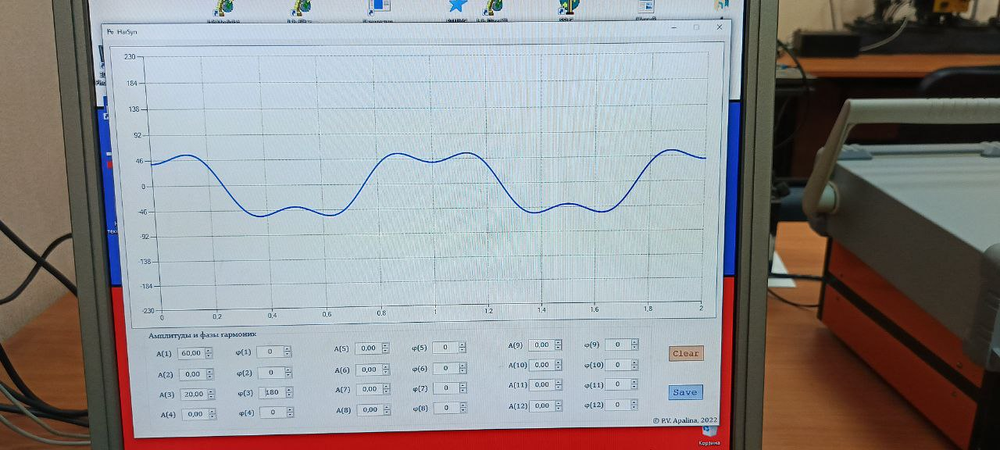 HarSyn
230
184
138
92
46
0
-46
-92
-138
-184
-230
0 0,2 0,4 0,6 0,8 1 1,2 1,4 1,6 1,8 2
Амплитуды и фазы гармоник
A(1) 60,00 φ(1) 0 A(5) 0,00 φ(5) 0 A(9) 0,00 φ(9) 0
A(2) 0,00 φ(2) 0 A(6) 0,00 φ(6) 0 A(10) 0,00 φ(10) 0
A(3) 20,00 φ(3) 180 A(7) 0,00 φ(7) 0 A(11) 0,00 φ(11) 0
A(4) 0,00 φ(4) 0 A(8) 0,00 φ(8) 0 A(12) 0,00 φ(12) 0
Clear
Save
© P.V. Apalina, 2022
Корзина